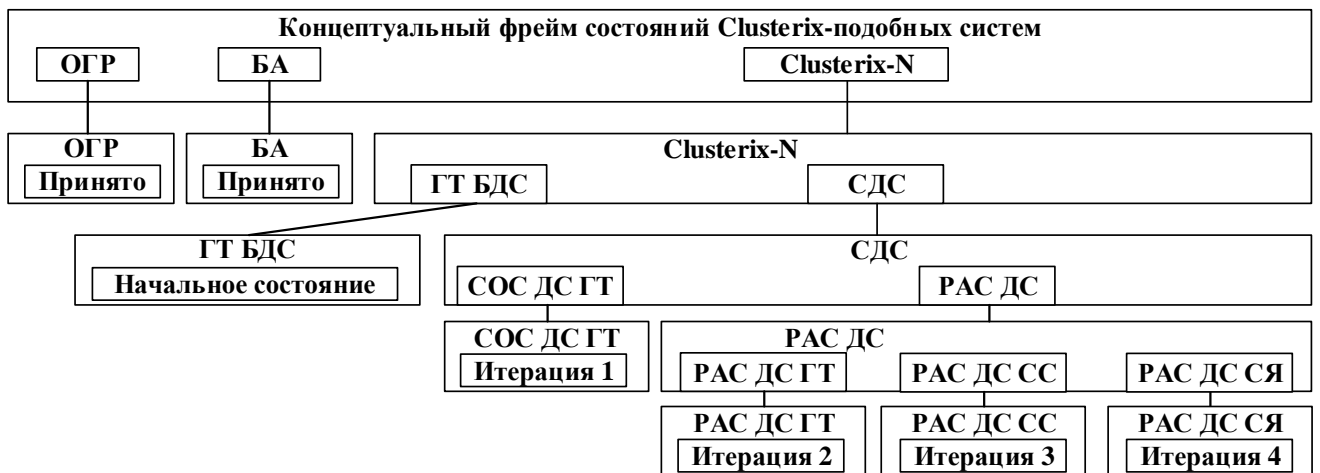 Концептуальный фрейм состояний Clusterix-подобных систем
ОГР БА Clusterix-N
ОГР БА Clusterix-N
Принято Принято ГТ БДС СДС
ГТ БДС СДС
Начальное состояние СОС ДС ГТ РАС ДС
СОС ДС ГТ РАС ДС
Итерация 1 РАС ДС ГТ РАС ДС СС РАС ДС СЯ
РАС ДС ГТ РАС ДС СС РАС ДС СЯ
Итерация 2 Итерация 3 Итерация 4